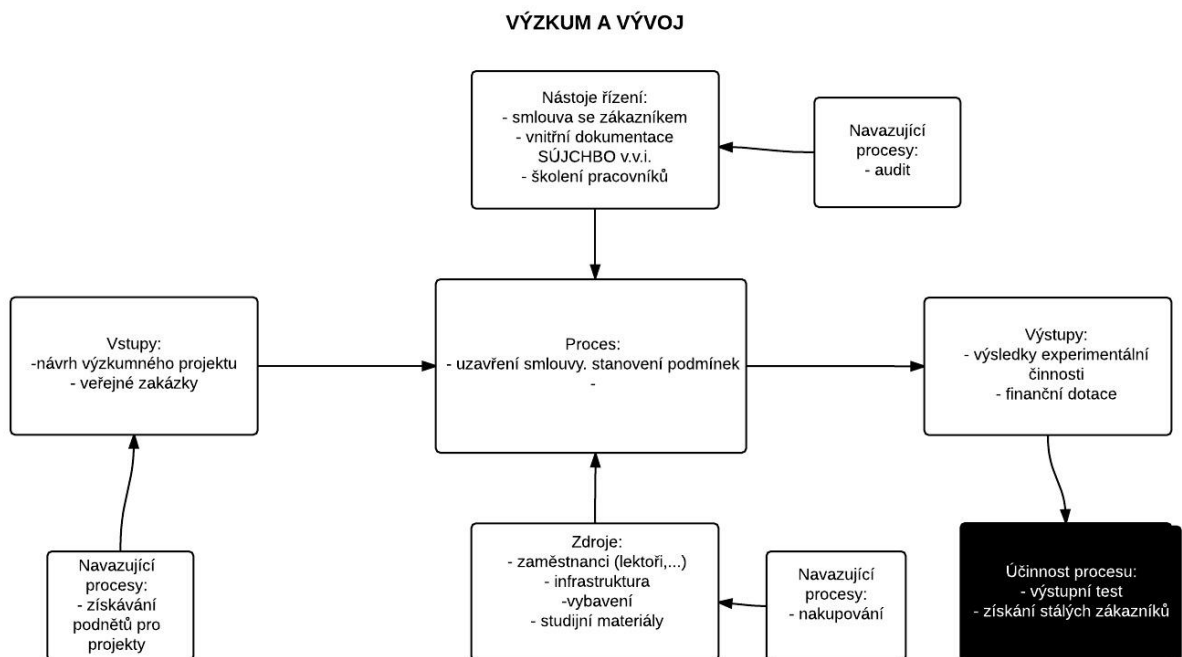 VÝZKUM A VÝVOJ
Nástoje řízení:
- smlouva se zákazníkem
- vnitřní dokumentace
SÚJCHBO v.v.i.
- školení pracovníků
Navazující
procesy:
- audit
Vstupy:
-návrh výzkumného projektu
- veřejné zakázky
Proces:
- uzavření smlouvy. stanovení podmínek
-
Výstupy:
- výsledky experimentální
činnosti
- finanční dotace
Navazující
procesy:
- získávání
podnětů pro
projekty
Zdroje:
- zaměstnanci (lektoři,...)
- infrastruktura
-vybavení
- studijní materiály
Navazující
procesy:
- nakupování
Účinnost procesu:
- výstupní test
- získání stálých zákazníků